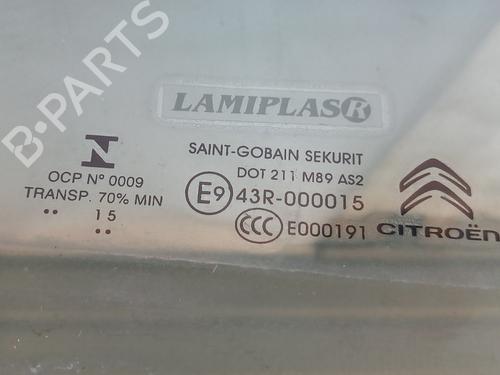 B-PARTS
LAMIPLAS R
SAINT-GOBAIN SEKURIT
DOT 211 M89 AS2
E9 43R-000015
CCC E000191
N
OCP Nº 0009
TRANSP. 70% MIN
.. 15 ..
CITROËN